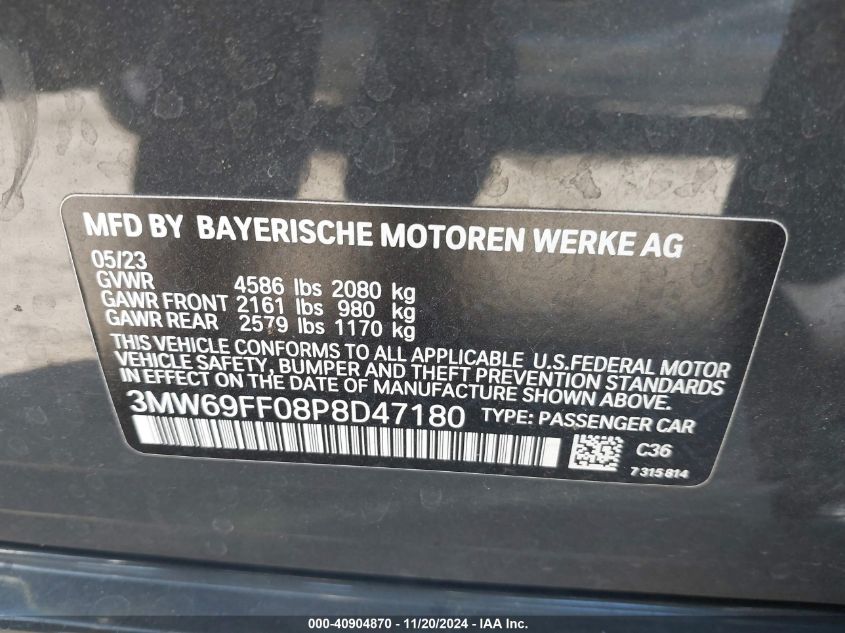 MFD BY BAYERISCHE MOTOREN WERKE AG
05/23
GVWR 4586 lbs 2080 kg
GAWR FRONT 2161 lbs 980 kg
GAWR REAR 2579 lbs 1170 kg
THIS VEHICLE CONFORMS TO ALL APPLICABLE U.S.FEDERAL MOTOR
VEHICLE SAFETY, BUMPER AND THEFT PREVENTION STANDARDS
IN EFFECT ON THE DATE OF MANUFACTURE SHOWN ABOVE.
3MW69FF08P8D47180 TYPE: PASSENGER CAR
C36
7315814
000-40904870 - 11/20/2024 - IAA Inc.